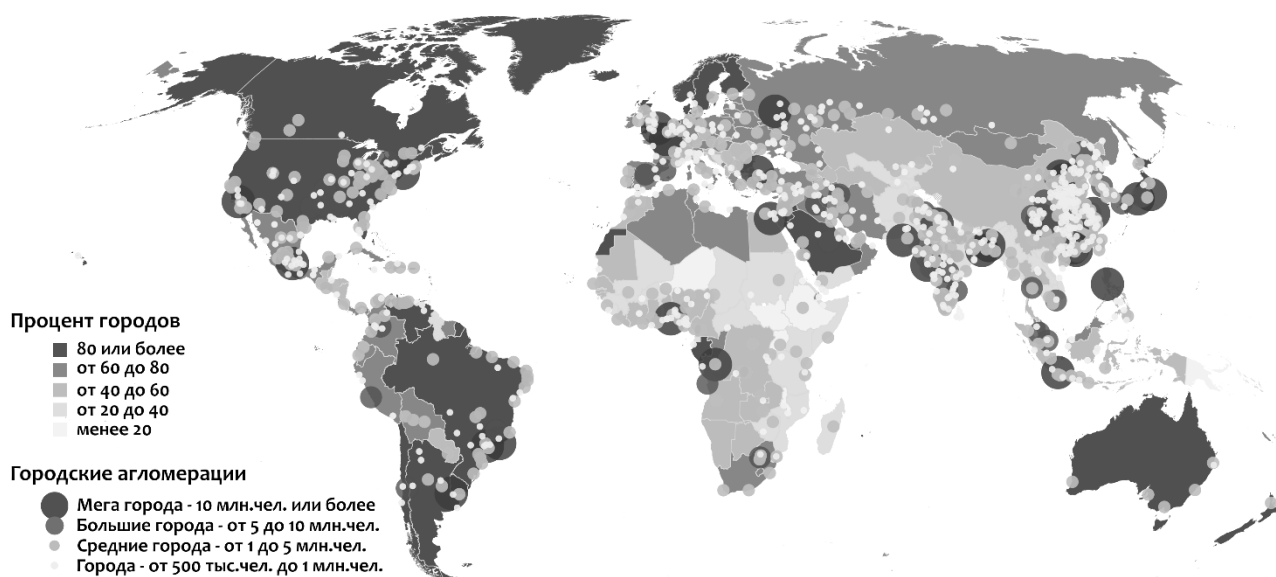 Процент городов
80 или более
от 60 до 80
от 40 до 60
от 20 до 40
менее 20
Городские агломерации
Мега города - 10 млн.чел. или более
Большие города - от 5 до 10 млн.чел.
Средние города - от 1 до 5 млн.чел.
Города - от 500 тыс.чел. до 1 млн.чел.